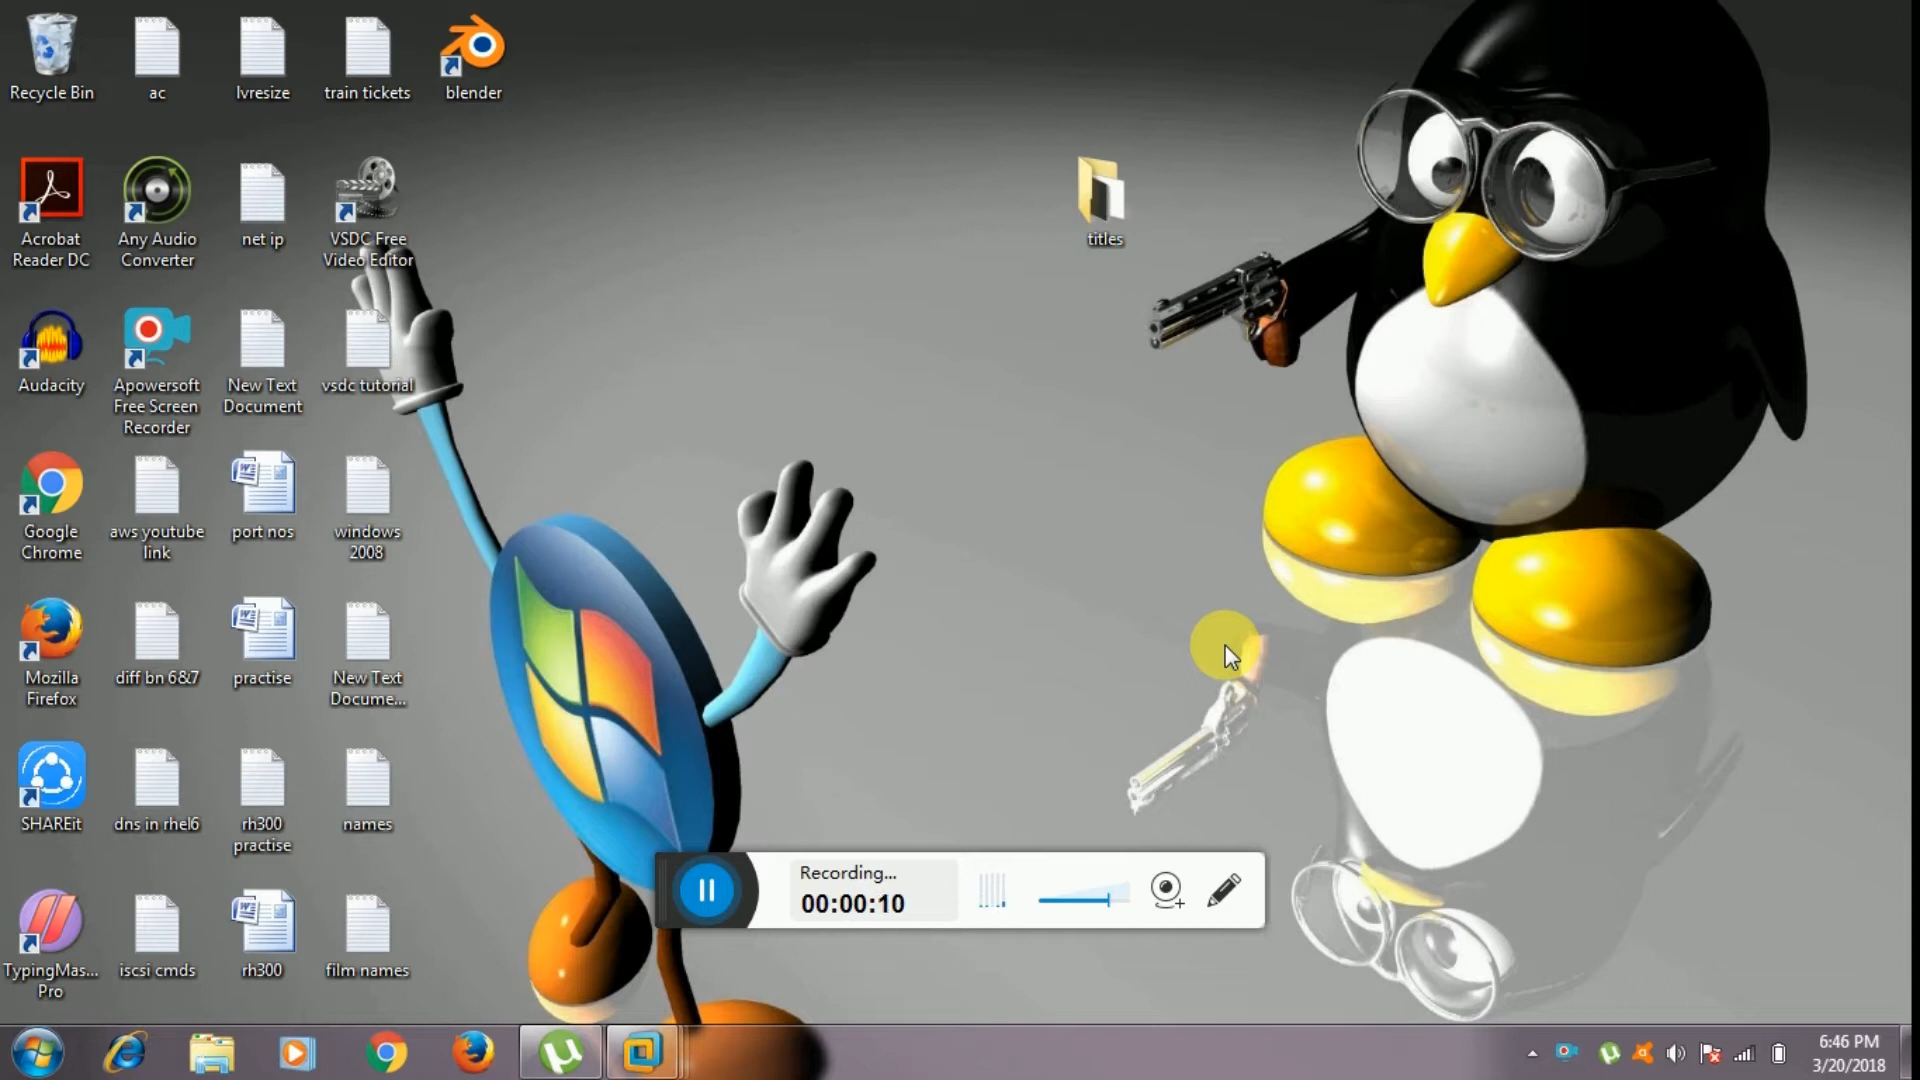 Recycle Bin
ac
lvresize
train tickets
blender
Acrobat
Reader DC
Any Audio
Converter
net ip
VSDC Free
Video Editor
titles
Audacity
Apowersoft
Free Screen
Recorder
New Text
Document
vsdc tutorial
Google
Chrome
aws youtube
link
port nos
windows
2008
Mozilla
Firefox
diff bn 6&7
practise
New Text
Docume...
SHAREit
dns in rhel6
rh300
practise
names
Recording...
00:00:10
TypingMas...
Pro
iscsi cmds
rh300
film names
6:46 PM
3/20/2018